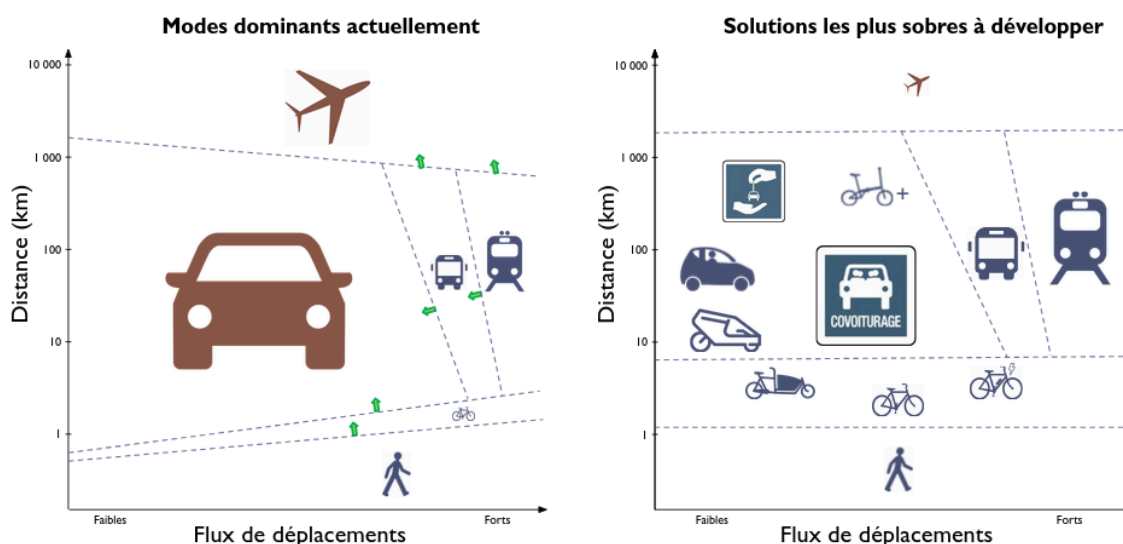 Modes dominants actuellement
Distance (km)
10 000
1 000
100
10
1
Faibles
Forts
Flux de déplacements
Solutions les plus sobres à développer
Distance (km)
10 000
1 000
100
10
1
+
COVOITURAGE
Faibles
Forts
Flux de déplacements